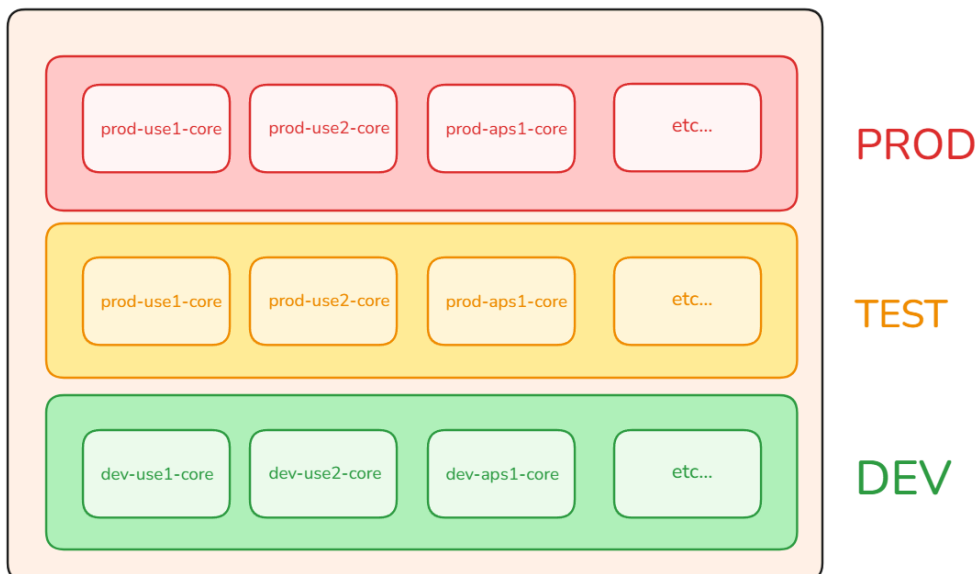 prod-use1-core
prod-use2-core
prod-aps1-core
etc...
PROD
prod-use1-core
prod-use2-core
prod-aps1-core
etc...
TEST
dev-use1-core
dev-use2-core
dev-aps1-core
etc...
DEV